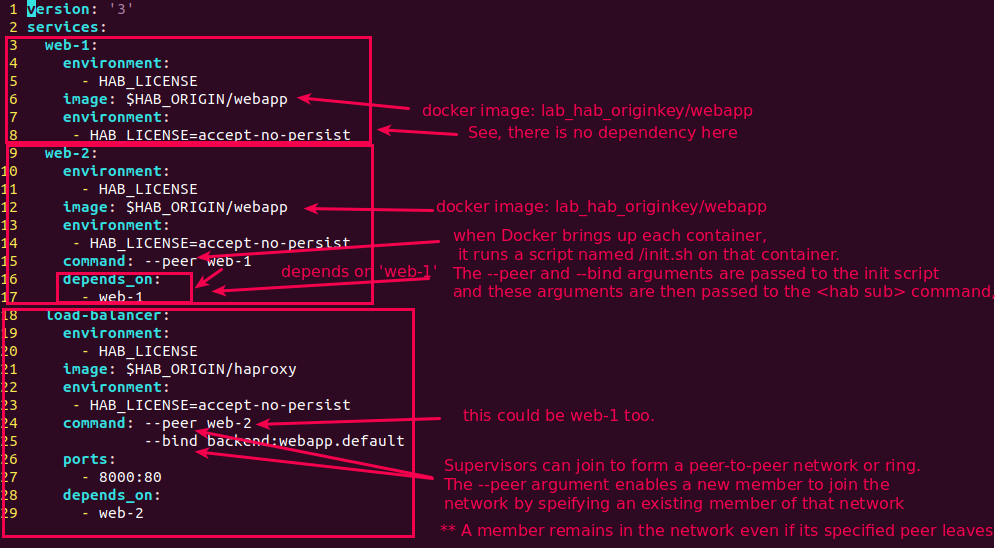 1 version: '3'
2 services:
3 web-1:
4 environment:
5 - HAB_LICENSE
6 image: $HAB_ORIGIN/webapp
docker image: lab_hab_originkey/webapp
7 environment:
8 - HAB_LICENSE=accept-no-persist
See, there is no dependency here
9 web-2:
10 environment:
11 - HAB_LICENSE
12 image: $HAB_ORIGIN/webapp
docker image: lab_hab_originkey/webapp
13 environment:
14 - HAB_LICENSE=accept-no-persist
15 command: --peer web-1
16 depends_on:
17 - web-1
depends on 'web-1'
when Docker brings up each container,
it runs a script named /init.sh on that container.
The --peer and --bind arguments are passed to the init script
and these arguments are then passed to the <hab sub> command,
18 load-balancer:
19 environment:
20 - HAB_LICENSE
21 image: $HAB_ORIGIN/haproxy
22 environment:
23 - HAB_LICENSE=accept-no-persist
24 command: --peer web-2
25 --bind backend:webapp.default
this could be web-1 too.
26 ports:
27 - 8000:80
28 depends_on:
29 - web-2
Supervisors can join to form a peer-to-peer network or ring.
The --peer argument enables a new member to join the
network by speifying an existing member of that network
** A member remains in the network even if its specified peer leaves